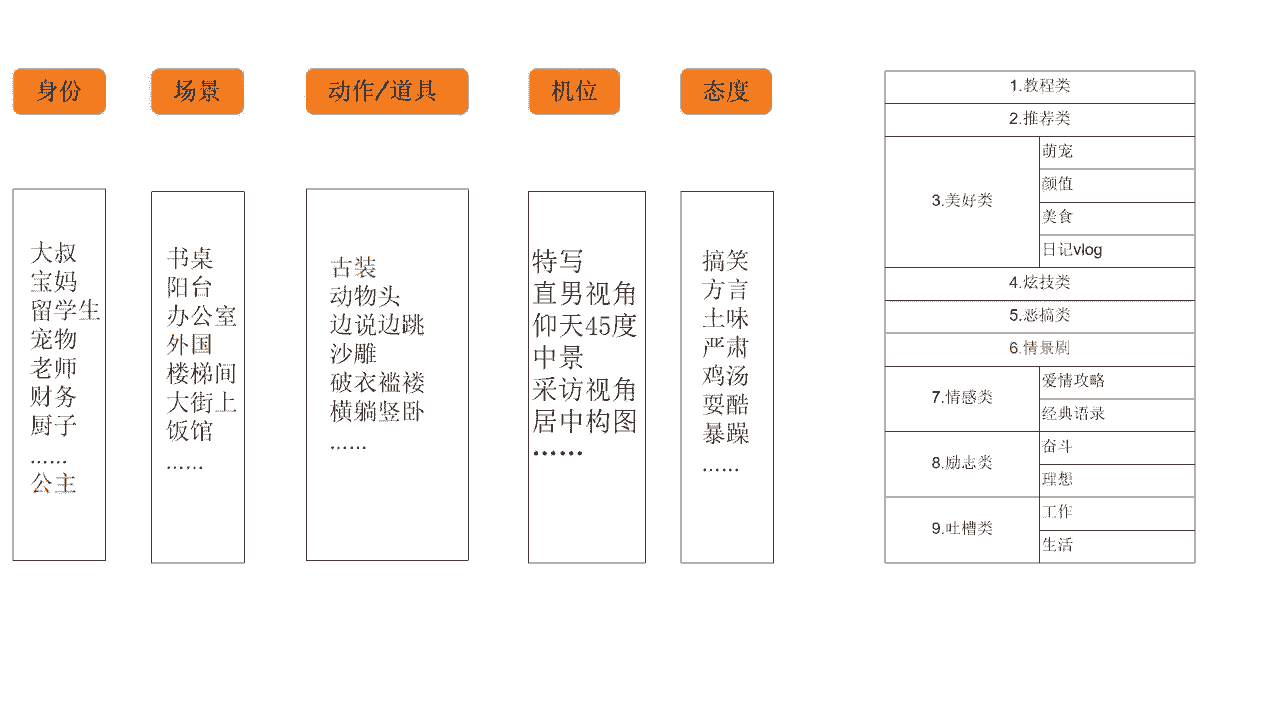 身份
大叔
宝妈
留学生
宠物
老师
财务
厨子
……
公主
场景
书桌
阳台
办公室
外国
楼梯间
大街上
饭馆
……
动作/道具
古装
动物头
边说边跳
沙雕
破衣褴褛
横躺竖卧
……
机位
特写
直男视角
仰天45度
中景
采访视角
居中构图
……
态度
搞笑
方言
土味
严肃
鸡汤
耍酷
暴躁
……
1.教程类
2.推荐类
3.美好类
萌宠
颜值
美食
日记vlog
4.炫技类
5.恶搞类
6.情景剧
7.情感类
爱情攻略
经典语录
8.励志类
奋斗
理想
9.吐槽类
工作
生活